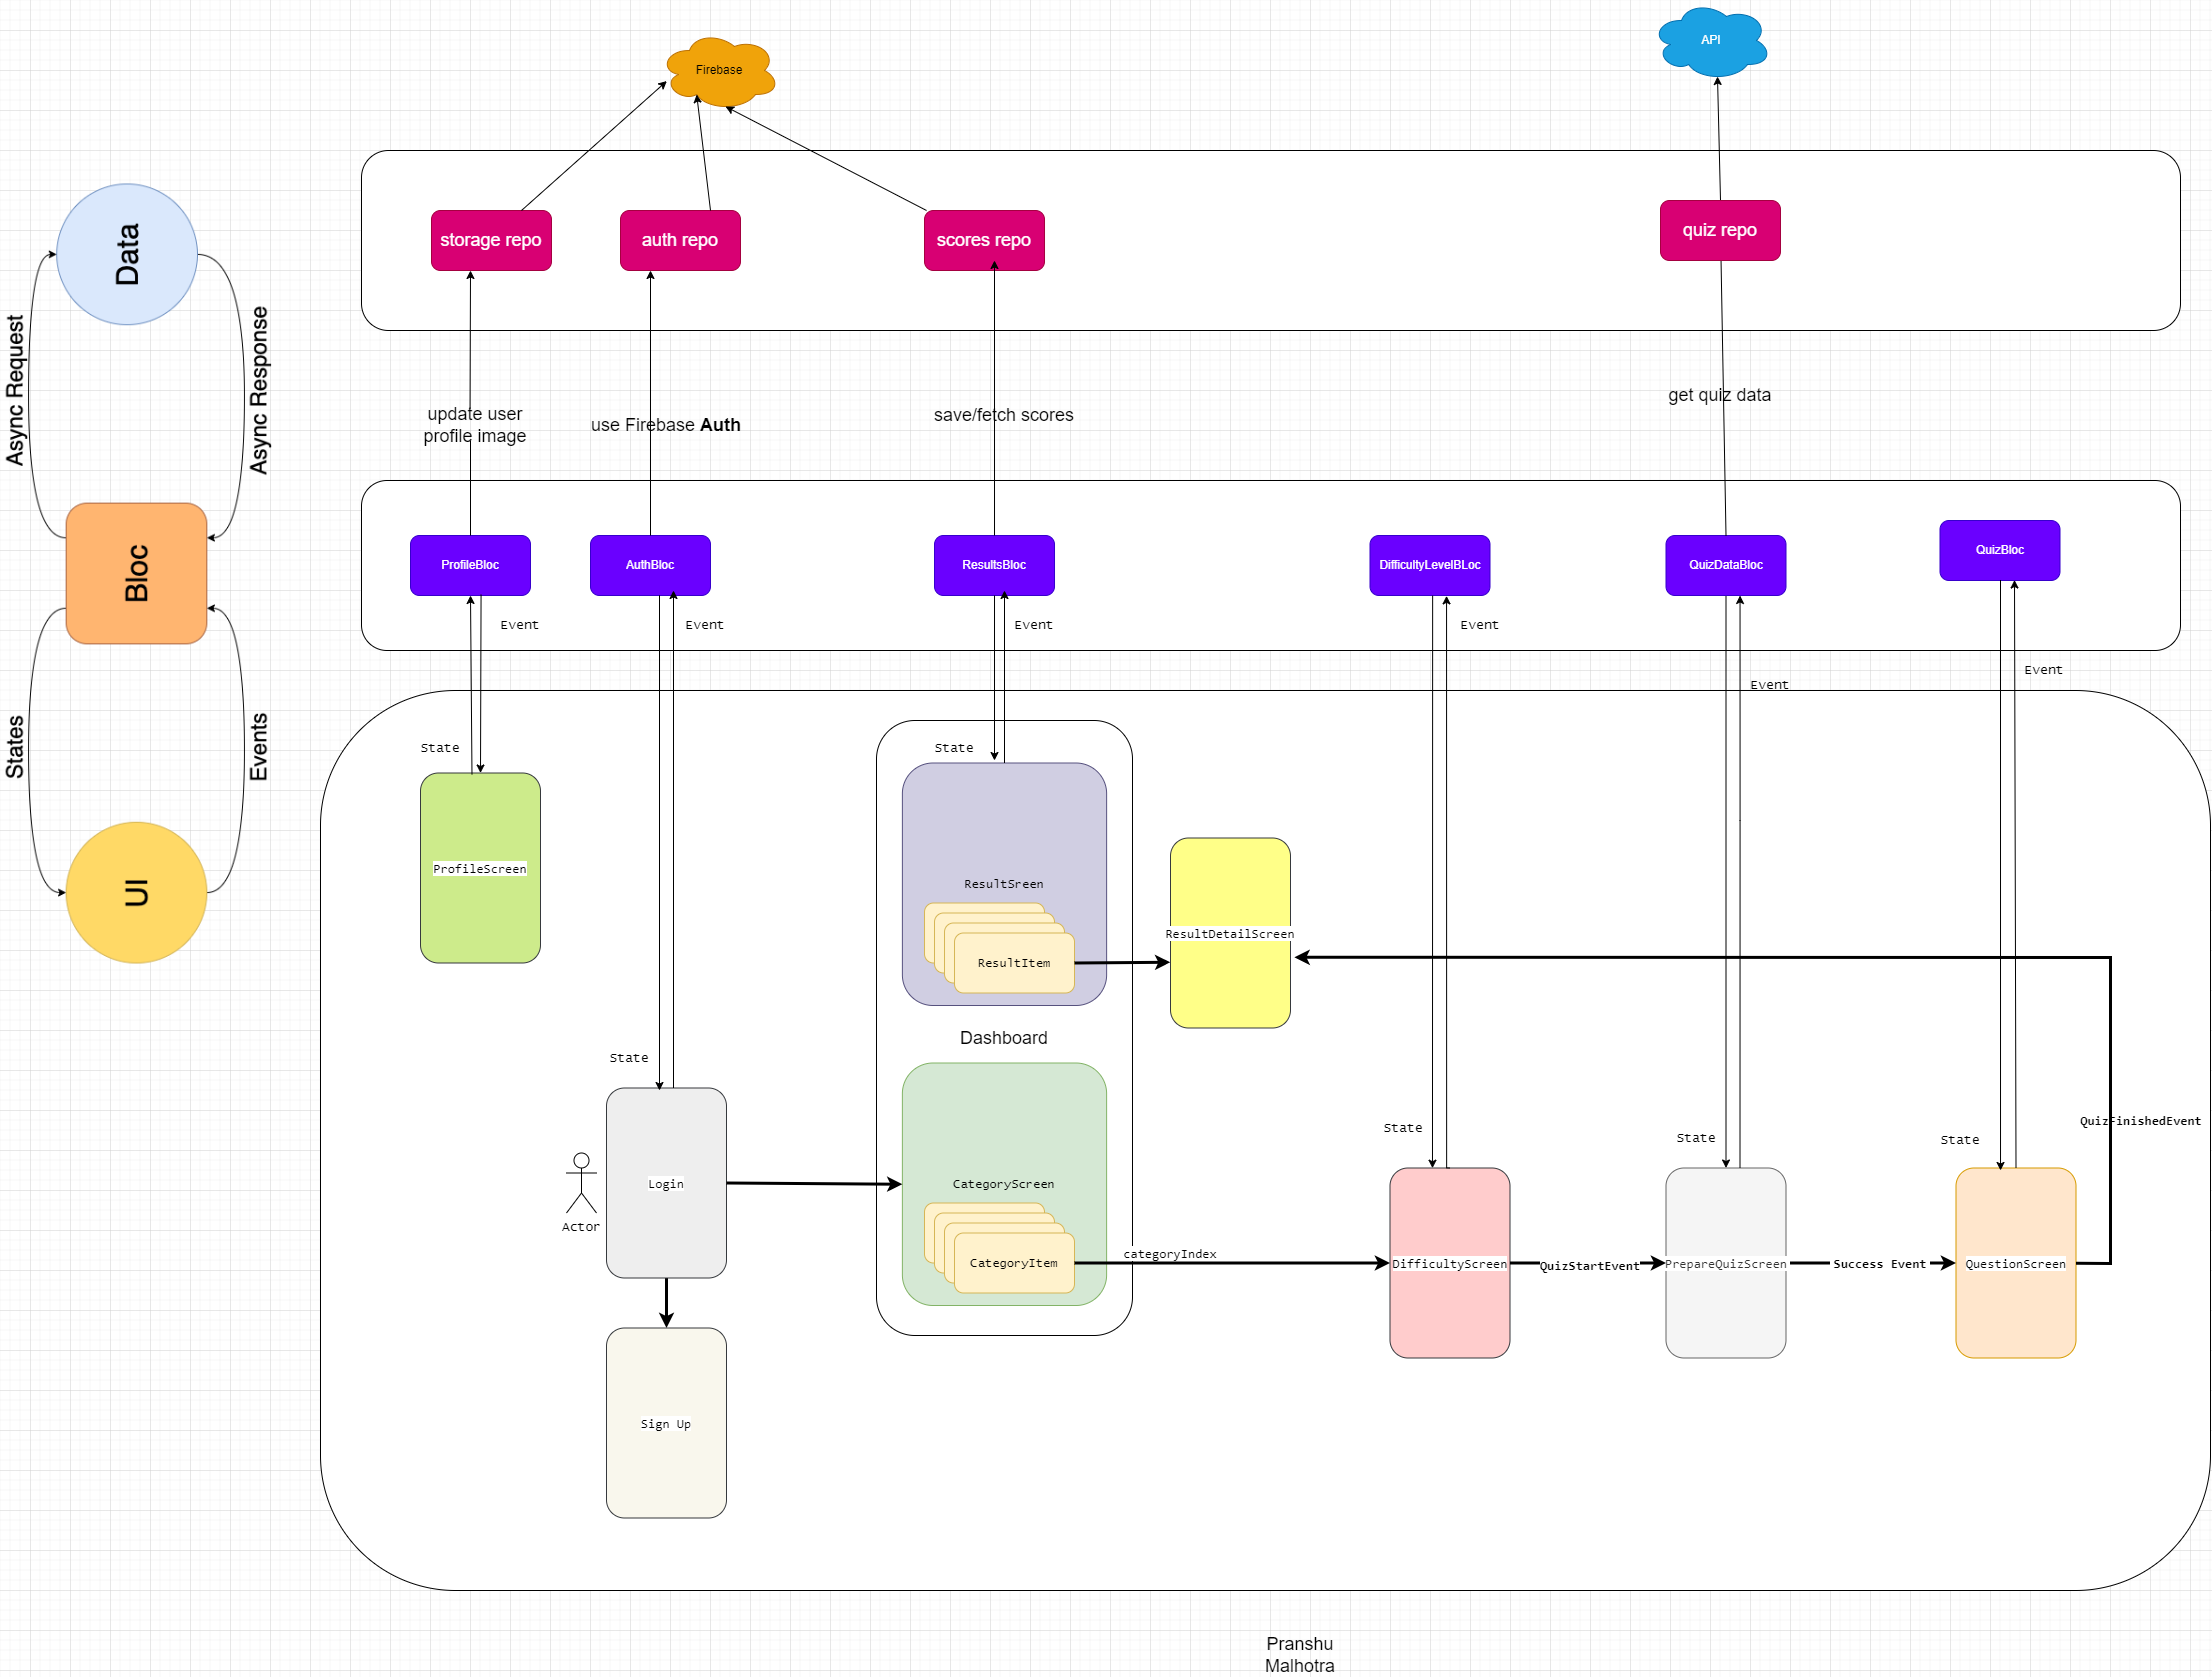 API
Firebase
Data
storage repo
auth repo
scores repo
quiz repo
Async Request
Async Response
update user
profile image
use Firebase Auth
save/fetch scores
get quiz data
Bloc
ProfileBloc
AuthBloc
ResultsBloc
DifficultyLevelBLoc
QuizDataBloc
QuizBloc
Event
Event
Event
Event
Event
Event
States
Events
State
State
UI
ProfileScreen
ResultSreen
ResultItem
ResultDetailScreen
Dashboard
State
State
State
State
QuizFinishedEvent
Actor
Login
CategoryScreen
CategoryItem
categoryIndex
DifficultyScreen
QuizStartEvent
PrepareQuizScreen
Success Event
QuestionScreen
Sign Up
Pranshu
Malhotra